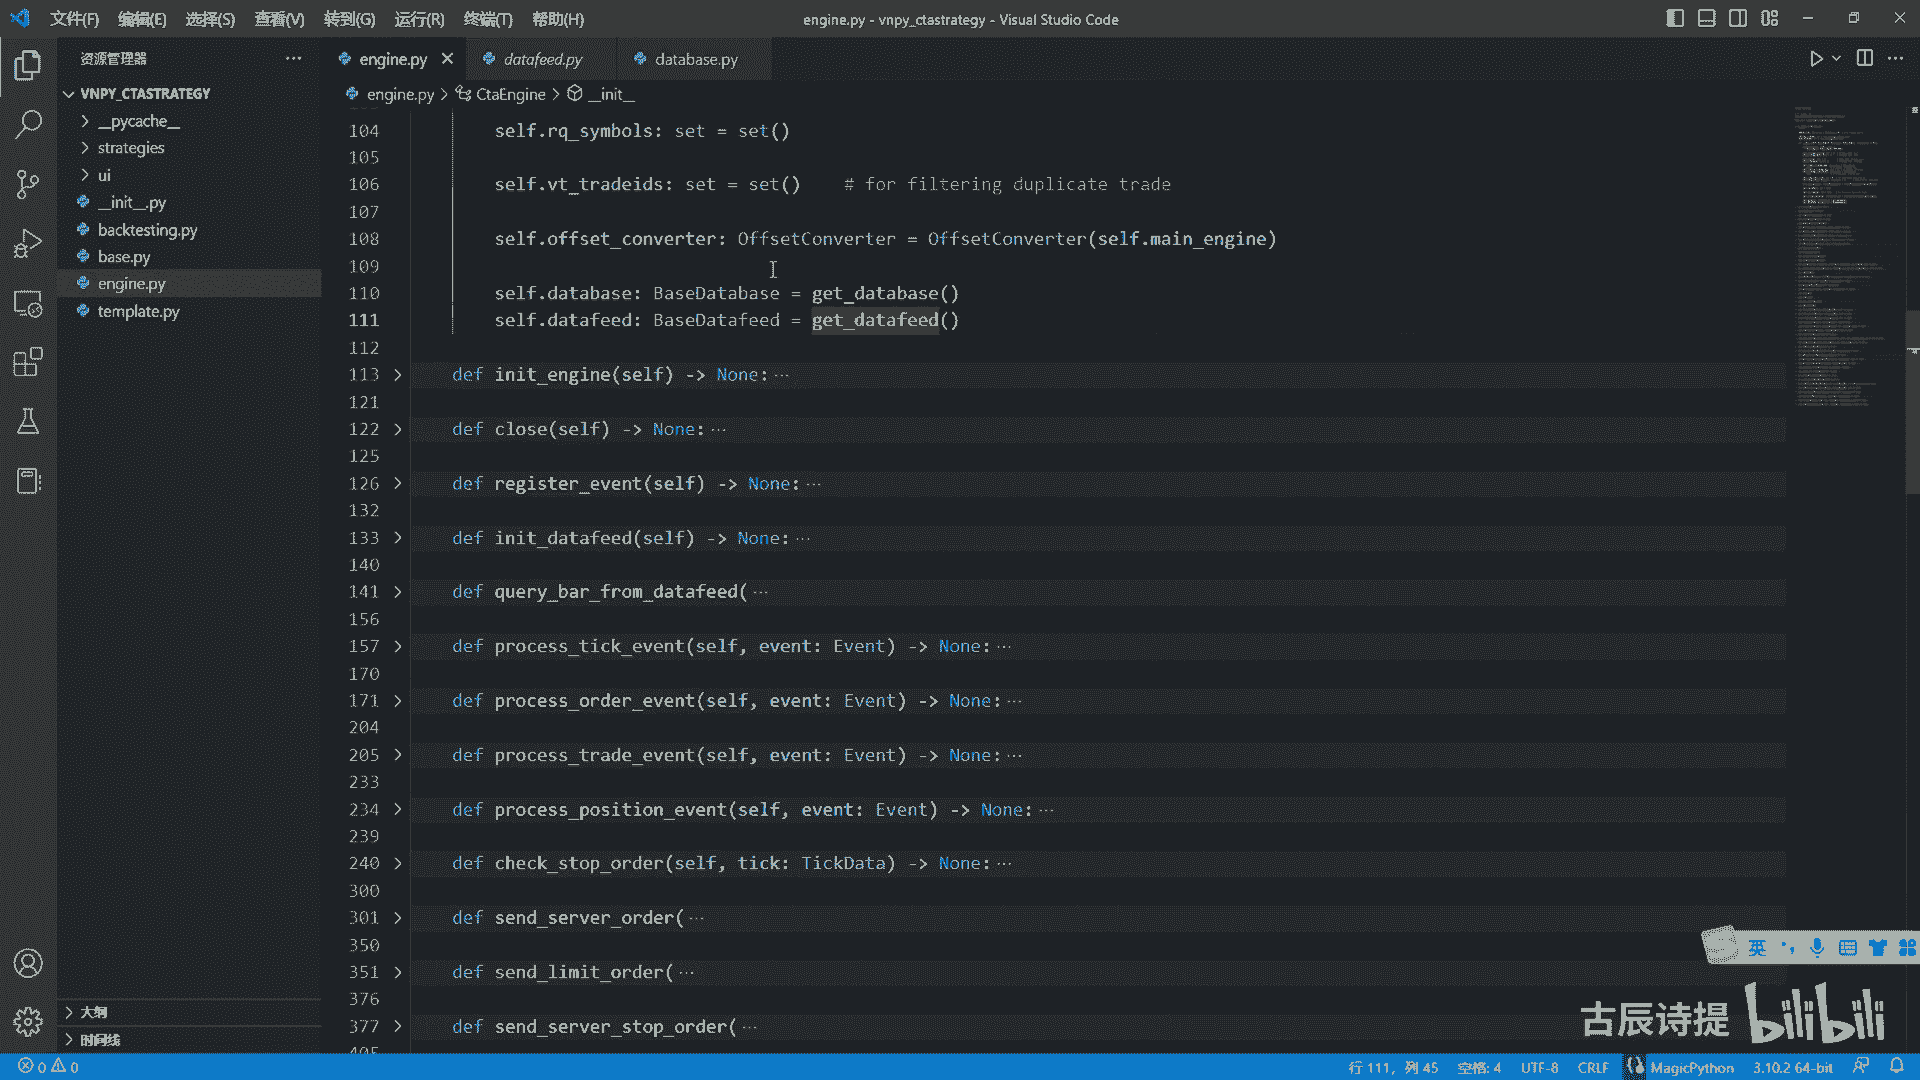 文件(F) 编辑(E) 选择(S) 查看(V) 转到(G) 运行(R) 终端(T) 帮助(H)
engine.py - vnpy_ctastrategy - Visual Studio Code
资源管理器
engine.py
datafeed.py
database.py
VNPY_CTASTRATEGY
__pycache__
strategies
ui
__init__.py
backtesting.py
base.py
engine.py
template.py
engine.py > CtaEngine > __init__
104 self.rq_symbols: set = set()
105
106 self.vt_tradeids: set = set() # for filtering duplicate trade
107
108 self.offset_converter: OffsetConverter = OffsetConverter(self.main_engine)
109
110 self.database: BaseDatabase = get_database()
111 self.datafeed: BaseDatafeed = get_datafeed()
112
113 def init_engine(self) -> None:···
121
122 def close(self) -> None:···
125
126 def register_event(self) -> None:···
132
133 def init_datafeed(self) -> None:···
140
141 def query_bar_from_datafeed(···
156
157 def process_tick_event(self, event: Event) -> None:···
170
171 def process_order_event(self, event: Event) -> None:···
204
205 def process_trade_event(self, event: Event) -> None:···
233
234 def process_position_event(self, event: Event) -> None:···
239
240 def check_stop_order(self, tick: TickData) -> None:···
300
301 def send_server_order(···
350
351 def send_limit_order(···
376
377 def send_server_stop_order(···
大纲
时间线
英
古辰诗提 bilibili
0 0
行 111，列 45 空格: 4 UTF-8 CRLF MagicPython 3.10.2 64-bit